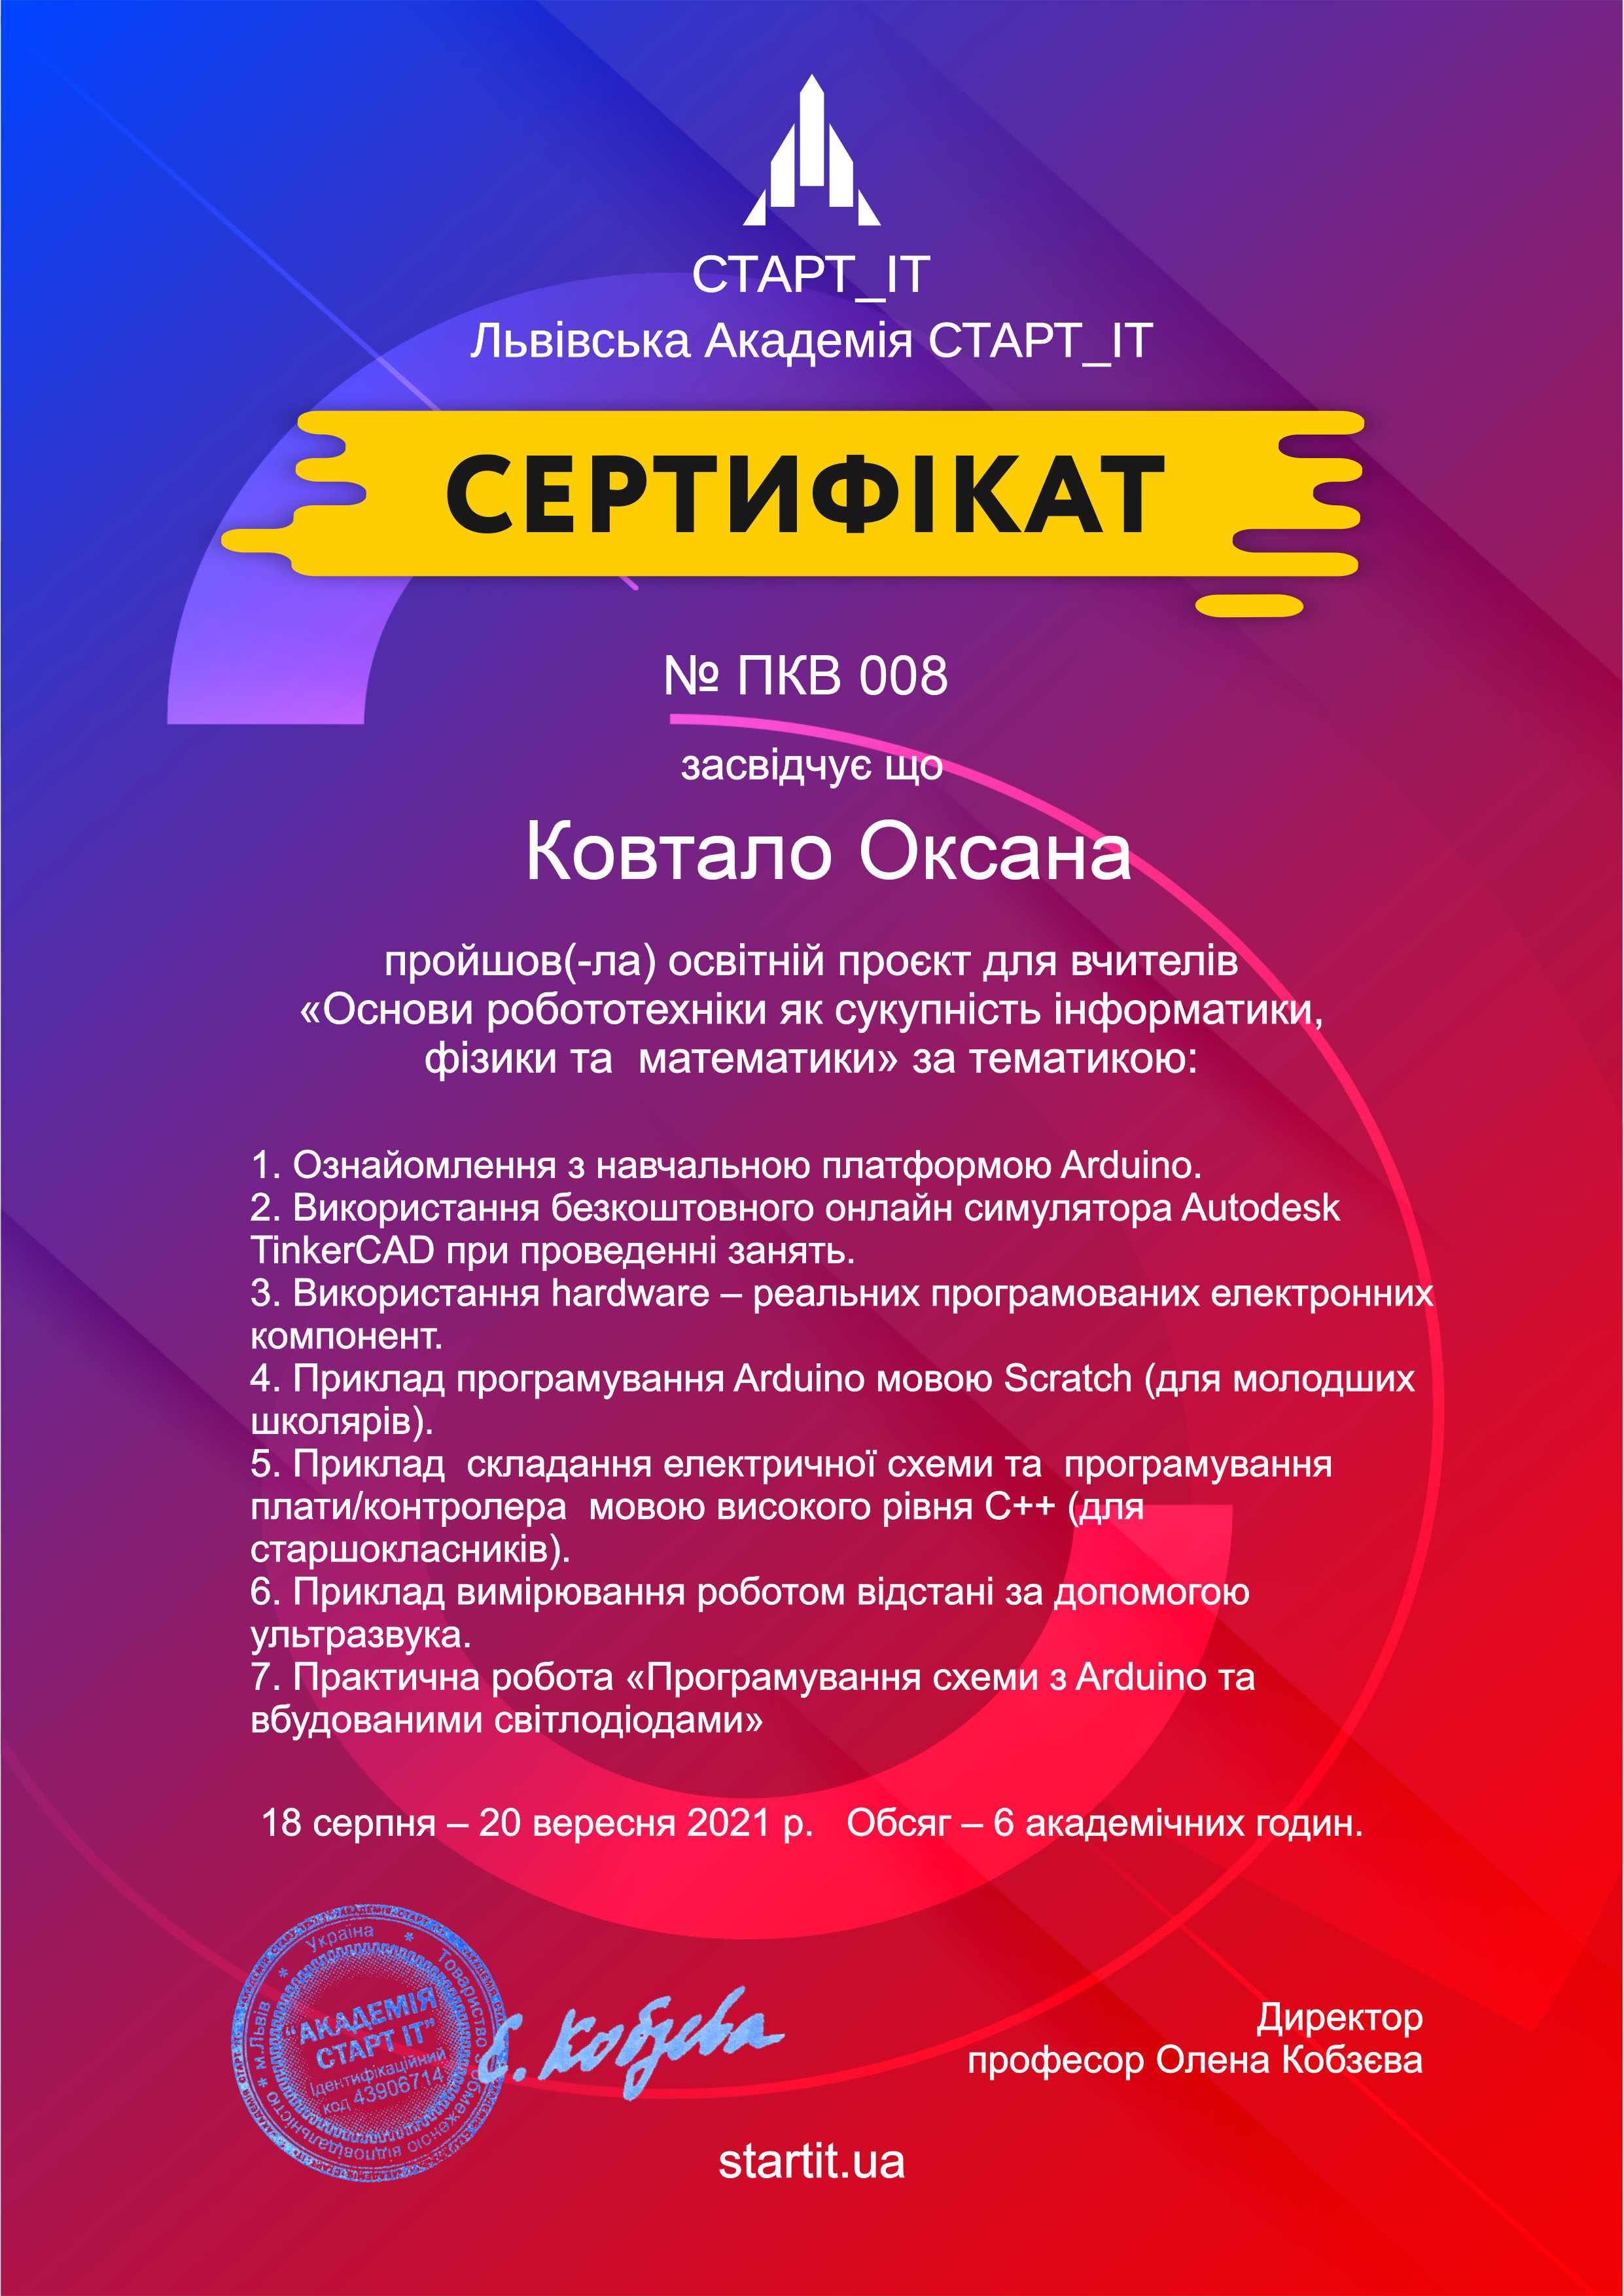 СТАРТ_ІТ
Львівська Академія СТАРТ_ІТ
СЕРТИФІКАТ
№ ПКВ 008
засвідчує що
Ковтало Оксана
пройшов(-ла) освітній проєкт для вчителів
«Основи робототехніки як сукупність інформатики,
фізики та математики» за тематикою:
1. Ознайомлення з навчальною платформою Arduino.
2. Використання безкоштовного онлайн симулятора Autodesk
TinkerCAD при проведенні занять.
3. Використання hardware – реальних програмованих електронних
компонент.
4. Приклад програмування Arduino мовою Scratch (для молодших
школярів).
5. Приклад складання електричної схеми та програмування
плати/контролера мовою високого рівня С++ (для
старшокласників).
6. Приклад вимірювання роботом відстані за допомогою
ультразвука.
7. Практична робота «Програмування схеми з Arduino та
вбудованими світлодіодами»
18 серпня – 20 вересня 2021 р. Обсяг – 6 академічних годин.
Україна * Товариство з обмеженою відповідальністю * м.Львів *
"АКАДЕМІЯ
СТАРТ ІТ"
Ідентифікаційний
код 43906714
Є. Кобзєва
Директор
професор Олена Кобзєва
startit.ua